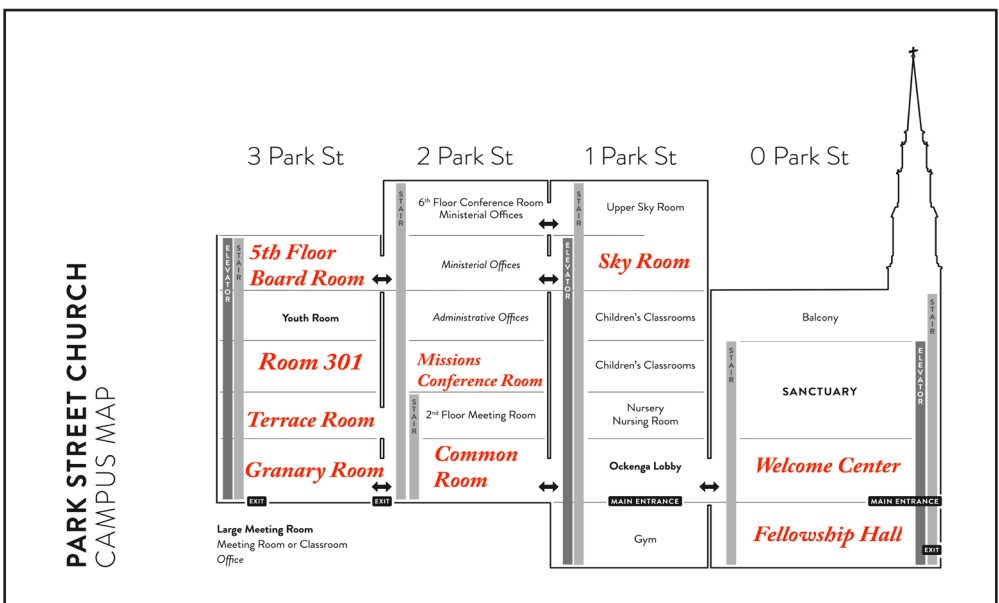 PARK STREET CHURCH
CAMPUS MAP
3 Park St
2 Park St
1 Park St
0 Park St
ELEVATOR
STAIR
5th Floor
Board Room
Youth Room
Room 301
Terrace Room
Granary Room
EXIT
EXIT
STAIR
6th Floor Conference Room
Ministerial Offices
Ministerial Offices
Administrative Offices
Missions
Conference Room
STAIR
2nd Floor Meeting Room
Common
Room
STAIR
ELEVATOR
Upper Sky Room
Sky Room
Children's Classrooms
Children's Classrooms
Nursery
Nursing Room
Ockenga Lobby
MAIN ENTRANCE
Gym
STAIR
Balcony
SANCTUARY
Welcome Center
MAIN ENTRANCE
Fellowship Hall
ELEVATOR
STAIR
EXIT
Large Meeting Room
Meeting Room or Classroom
Office